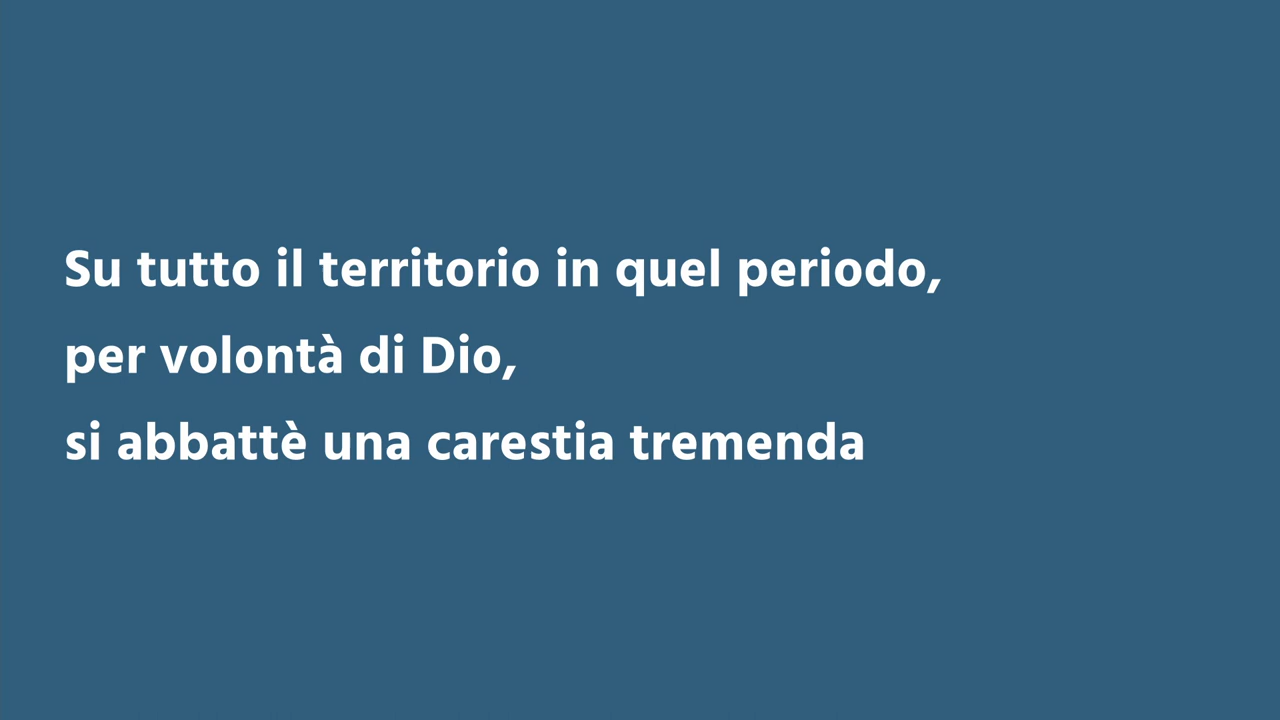 Su tutto il territorio in quel periodo,
per volontà di Dio,
si abbattè una carestia tremenda